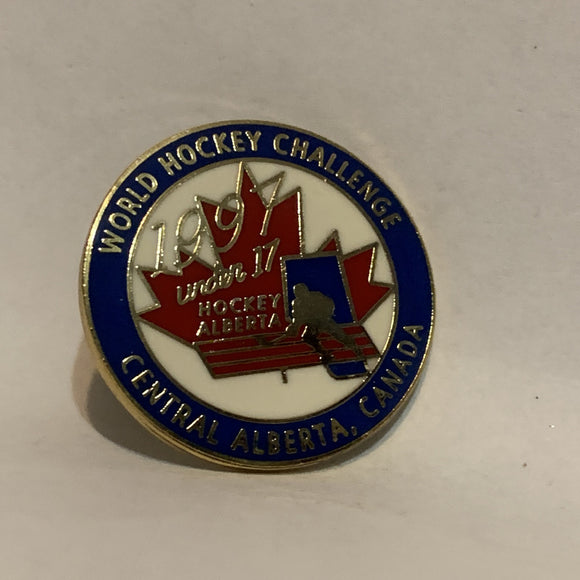 WORLD HOCKEY CHALLENGE
1997
under 17
HOCKEY
ALBERTA
CENTRAL ALBERTA, CANADA